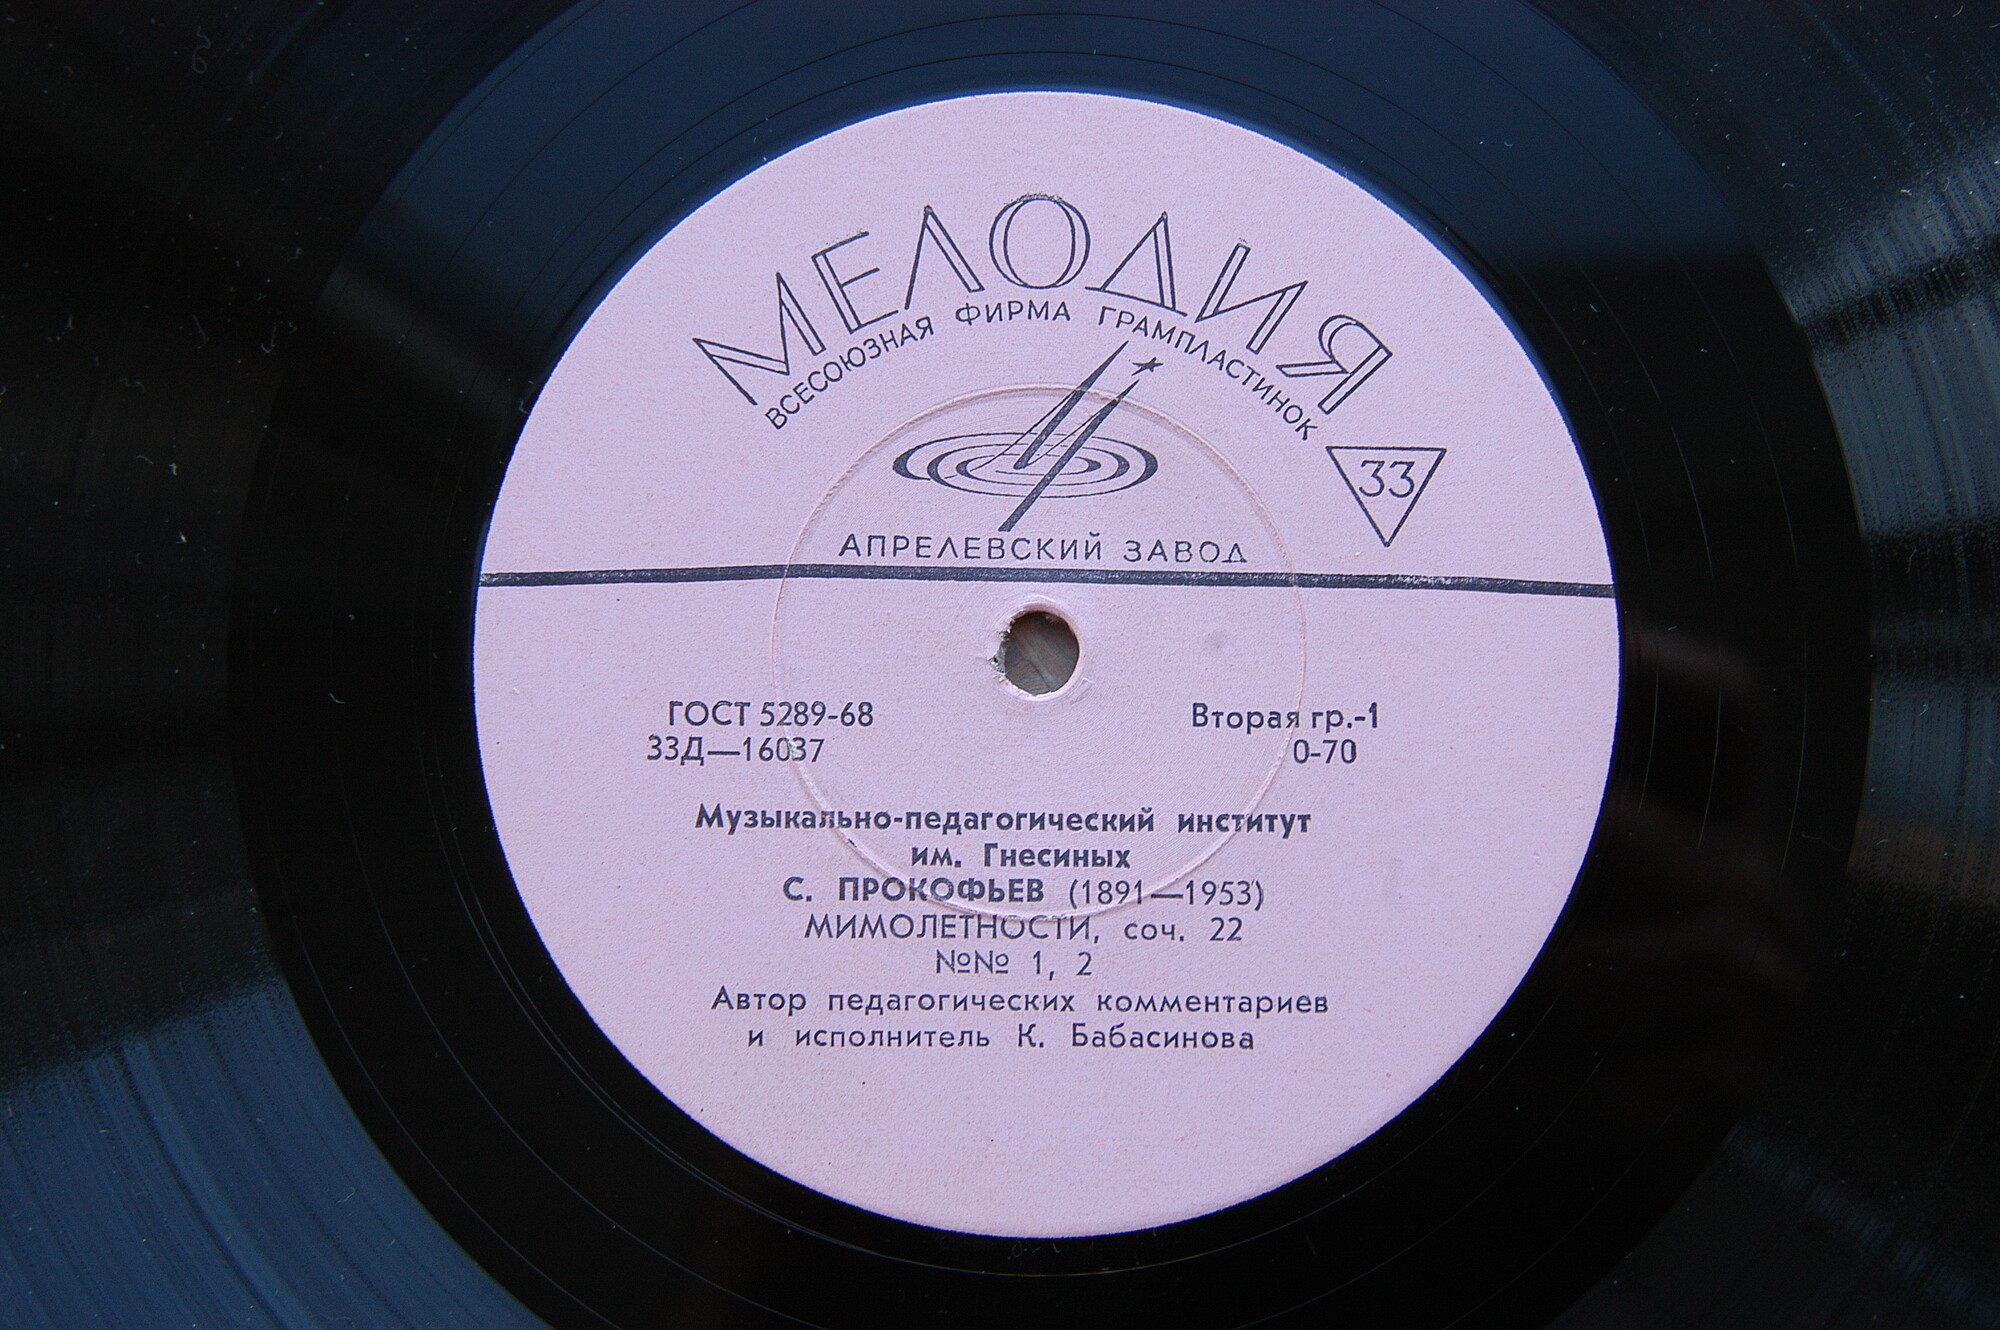 МЕЛОДИЯ
ВСЕСОЮЗНАЯ ФИРМА ГРАМПЛАСТИНОК
33
АПРЕЛЕВСКИЙ ЗАВОД
ГОСТ 5289-68 Вторая гр.-1
33Д—16037 0-70
Музыкально-педагогический институт
им. Гнесиных
С. ПРОКОФЬЕВ (1891—1953)
МИМОЛЕТНОСТИ, соч. 22
№№ 1, 2
Автор педагогических комментариев
и исполнитель К. Бабасинова